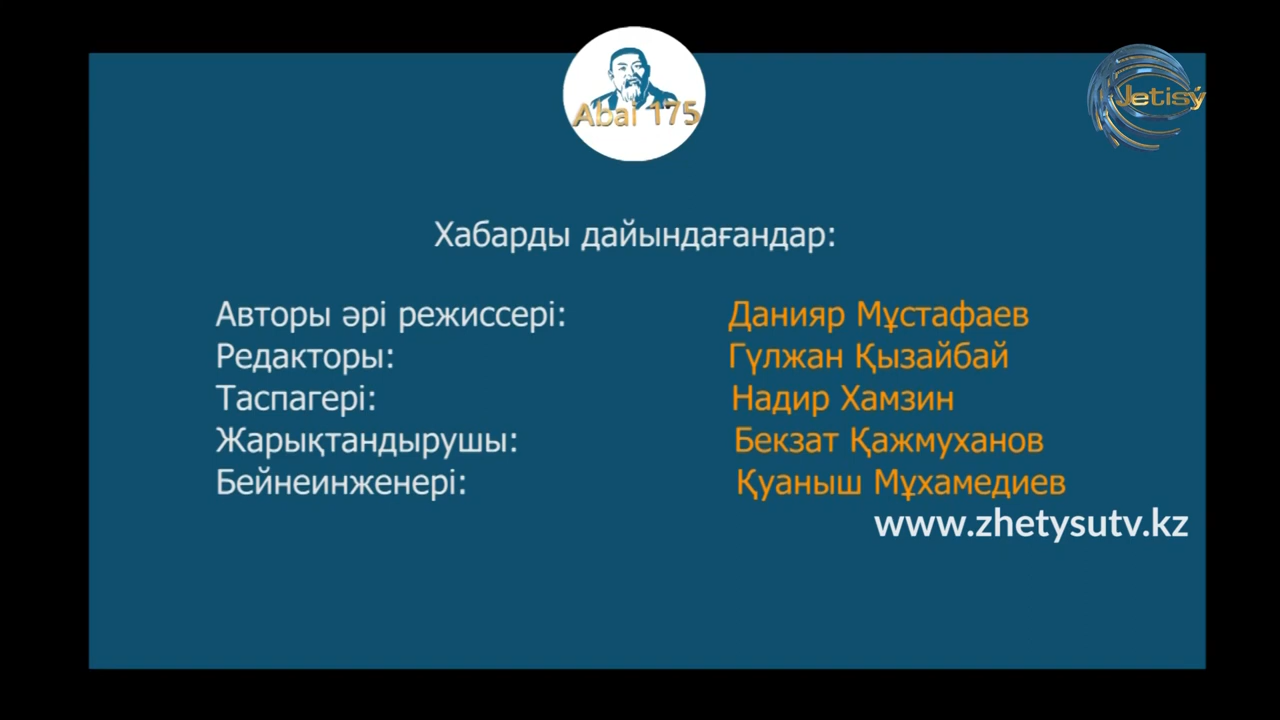 Abai 175
Jetisý
Хабарды дайындағандар:
Авторы әрі режиссері: Данияр Мұстафаев
Редакторы: Гүлжан Қызайбай
Таспагері: Надир Хамзин
Жарықтандырушы: Бекзат Қажмуханов
Бейнеинженері: Қуаныш Мұхамедиев
www.zhetysutv.kz